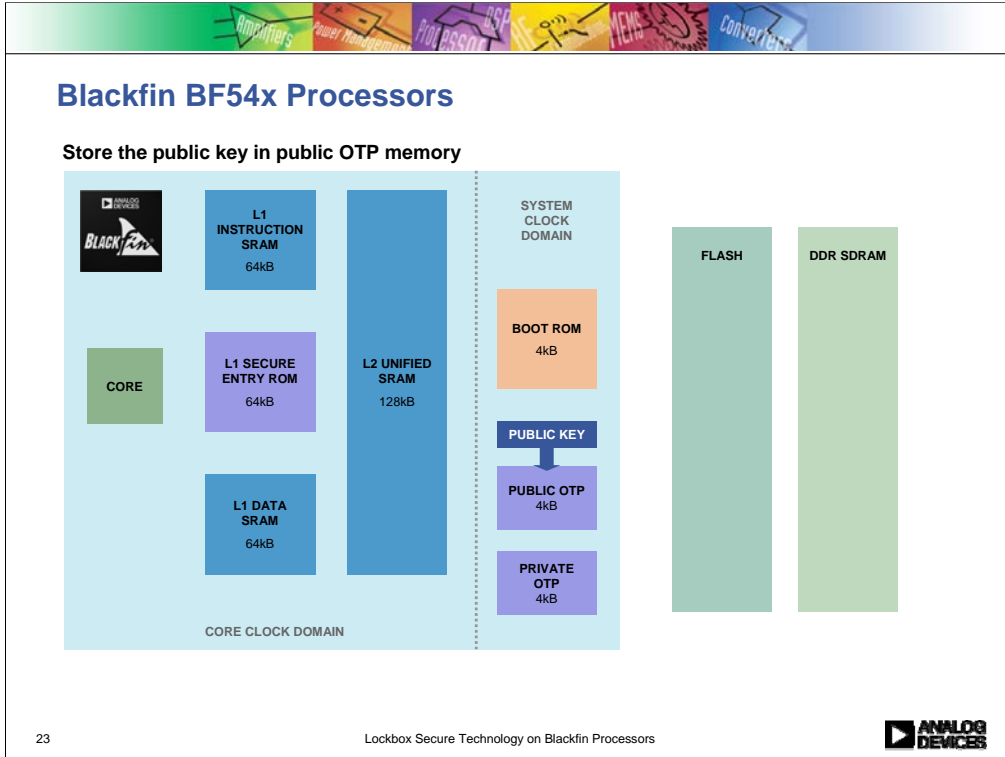 Amplifiers Power Management Processors DSP MEMS Converters
Blackfin BF54x Processors
Store the public key in public OTP memory
ANALOG
DEVICES
BLACKfin
CORE
L1
INSTRUCTION
SRAM
64kB
L1 SECURE
ENTRY ROM
64kB
L1 DATA
SRAM
64kB
L2 UNIFIED
SRAM
128kB
CORE CLOCK DOMAIN
SYSTEM
CLOCK
DOMAIN
BOOT ROM
4kB
PUBLIC KEY
PUBLIC OTP
4kB
PRIVATE
OTP
4kB
FLASH
DDR SDRAM
23
Lockbox Secure Technology on Blackfin Processors
ANALOG
DEVICES